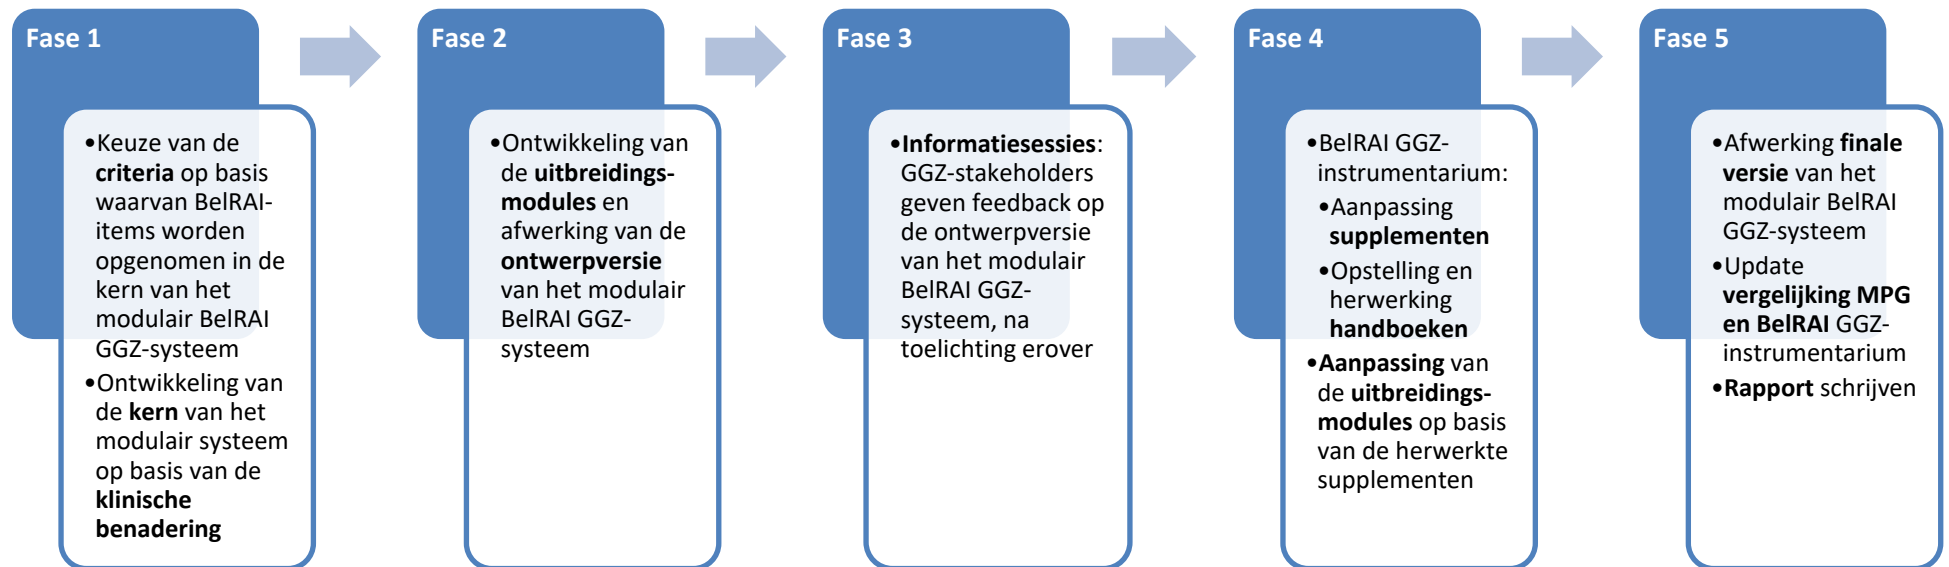 Fase 1
•Keuze van de
criteria op basis
waarvan BelRAI-
items worden
opgenomen in de
kern van het
modulair BelRAI
GGZ-systeem
•Ontwikkeling van
de kern van het
modulair systeem
op basis van de
klinische
benadering
Fase 2
•Ontwikkeling van
de uitbreidings-
modules en
afwerking van de
ontwerpversie
van het modulair
BelRAI GGZ-
systeem
Fase 3
•Informatiesessies:
GGZ-stakeholders
geven feedback op
de ontwerpversie
van het modulair
BelRAI GGZ-
systeem, na
toelichting erover
Fase 4
•BelRAI GGZ-
instrumentarium:
•Aanpassing
supplementen
•Opstelling en
herwerking
handboeken
•Aanpassing van
de uitbreidings-
modules op basis
van de herwerkte
supplementen
Fase 5
•Afwerking finale
versie van het
modulair BelRAI
GGZ-systeem
•Update
vergelijking MPG
en BelRAI GGZ-
instrumentarium
•Rapport schrijven